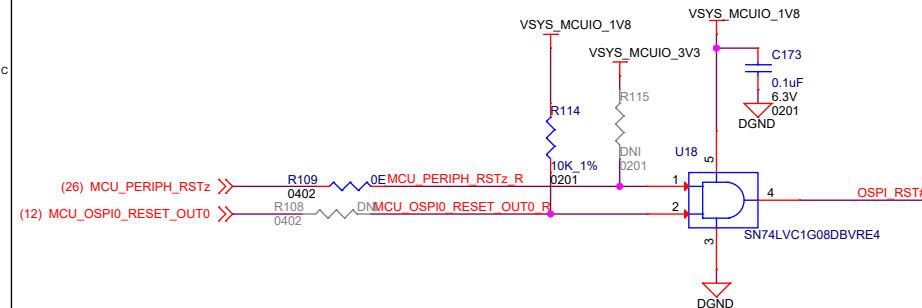 VSYS_MCUIO_1V8
VSYS_MCUIO_1V8
VSYS_MCUIO_3V3
C
C173
0.1uF
6.3V
0201
DGND
R114
R115
10K_1%
0201
DNI
0201
U18
5
(26) MCU_PERIPH_RSTz
R109
0402
0E
MCU_PERIPH_RSTz_R
1
4
OSPI_RST#
(12) MCU_OSPI0_RESET_OUT0
R108
0402
DNI
MCU_OSPI0_RESET_OUT0_R
2
3
SN74LVC1G08DBVRE4
DGND